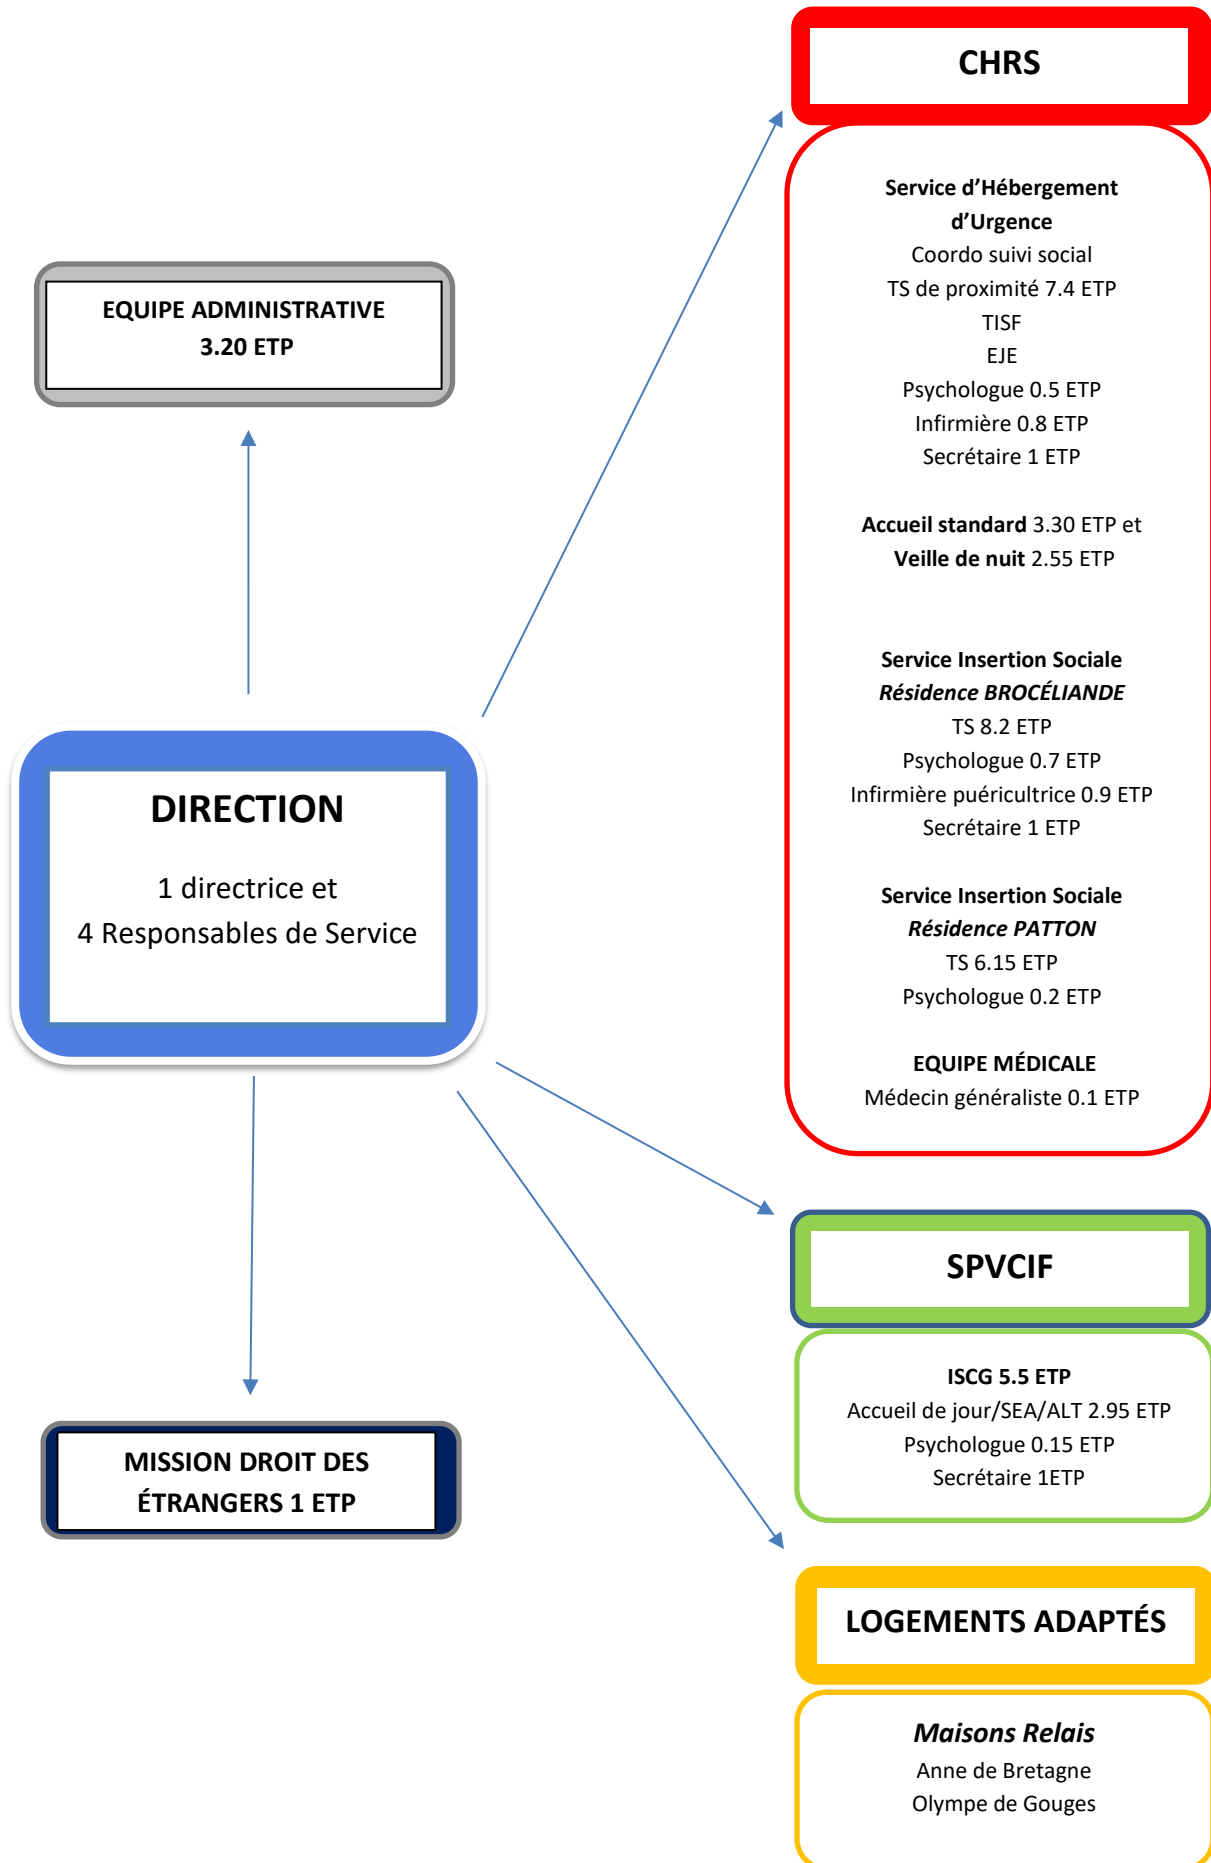 EQUIPE ADMINISTRATIVE
3.20 ETP
DIRECTION
1 directrice et
4 Responsables de Service
MISSION DROIT DES
ÉTRANGERS 1 ETP
CHRS
Service d’Hébergement
d’Urgence
Coordo suivi social
TS de proximité 7.4 ETP
TISF
EJE
Psychologue 0.5 ETP
Infirmière 0.8 ETP
Secrétaire 1 ETP
Accueil standard 3.30 ETP et
Veille de nuit 2.55 ETP
Service Insertion Sociale
Résidence BROCÉLIANDE
TS 8.2 ETP
Psychologue 0.7 ETP
Infirmière puéricultrice 0.9 ETP
Secrétaire 1 ETP
Service Insertion Sociale
Résidence PATTON
TS 6.15 ETP
Psychologue 0.2 ETP
EQUIPE MÉDICALE
Médecin généraliste 0.1 ETP
SPVCIF
ISCG 5.5 ETP
Accueil de jour/SEA/ALT 2.95 ETP
Psychologue 0.15 ETP
Secrétaire 1ETP
LOGEMENTS ADAPTÉS
Maisons Relais
Anne de Bretagne
Olympe de Gouges